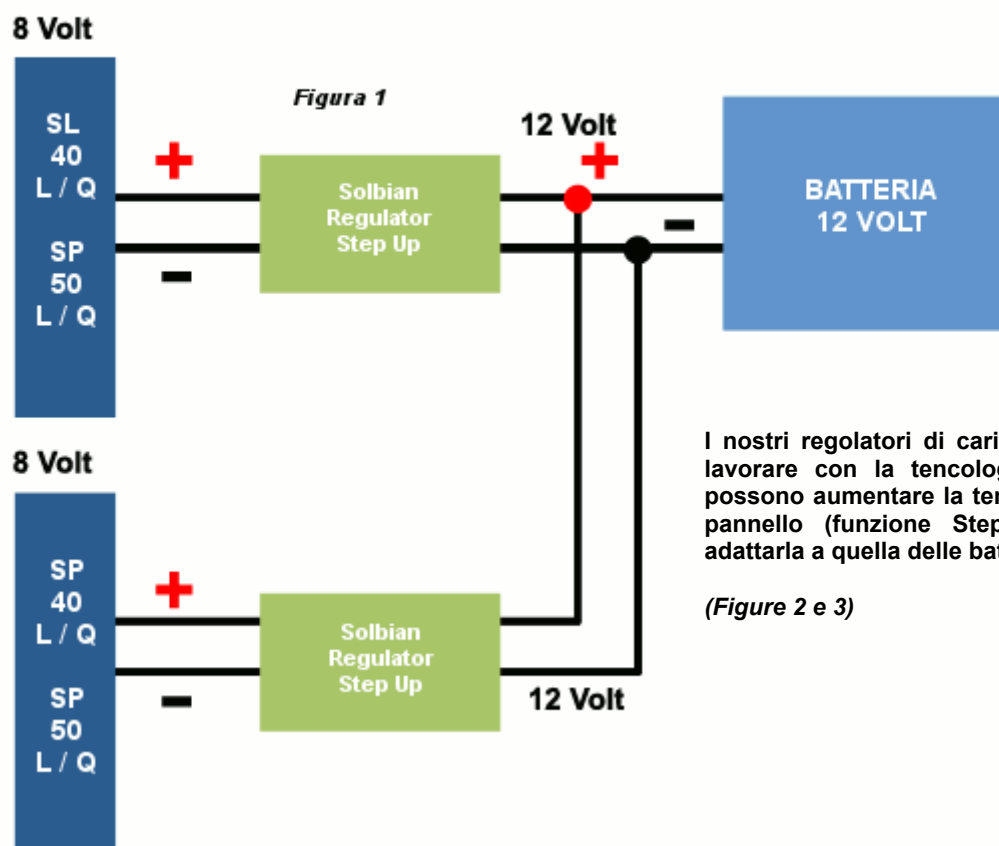 8 Volt
Figura 1
SL
40
L / Q
SP
50
L / Q
+
-
Solbian
Regulator
Step Up
12 Volt
+
-
BATTERIA
12 VOLT
8 Volt
SP
40
L / Q
SP
50
L / Q
+
-
Solbian
Regulator
Step Up
12 Volt
I nostri regolatori di cari
lavorare con la tencolog
possono aumentare la ten
pannello (funzione Step
adattarla a quella delle bat
(Figure 2 e 3)